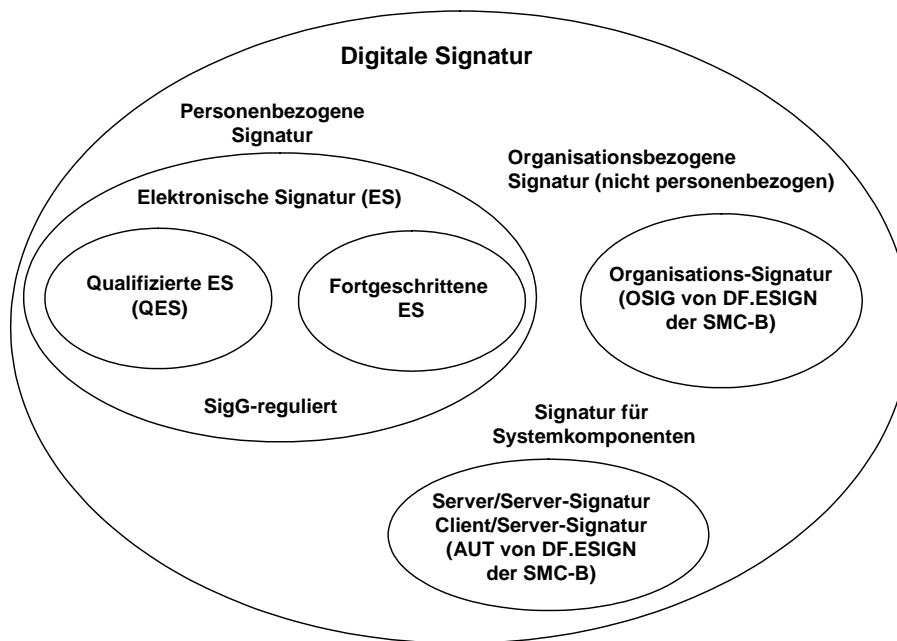 Digitale Signatur
Personenbezogene
Signatur
Organisationsbezogene
Signatur (nicht personenbezogen)
Elektronische Signatur (ES)
Qualifizierte ES
(QES)
Fortgeschrittene
ES
Organisations-Signatur
(OSIG von DF.ESIGN
der SMC-B)
SigG-reguliert
Signatur für
Systemkomponenten
Server/Server-Signatur
Client/Server-Signatur
(AUT von DF.ESIGN
der SMC-B)